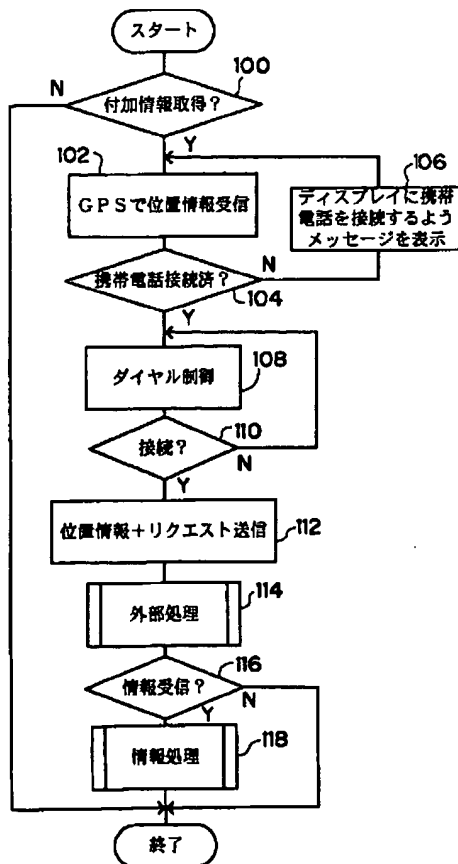 スタート
N
100
付加情報取得？
Y
102
106
GPSで位置情報受信
ディスプレイに携帯
電話を接続するよう
メッセージを表示
携帯電話接続済？
N
104
Y
ダイヤル制御
108
接続？
110
N
Y
位置情報＋リクエスト送信
112
外部処理
114
情報受信？
116
N
Y
情報処理
118
終了